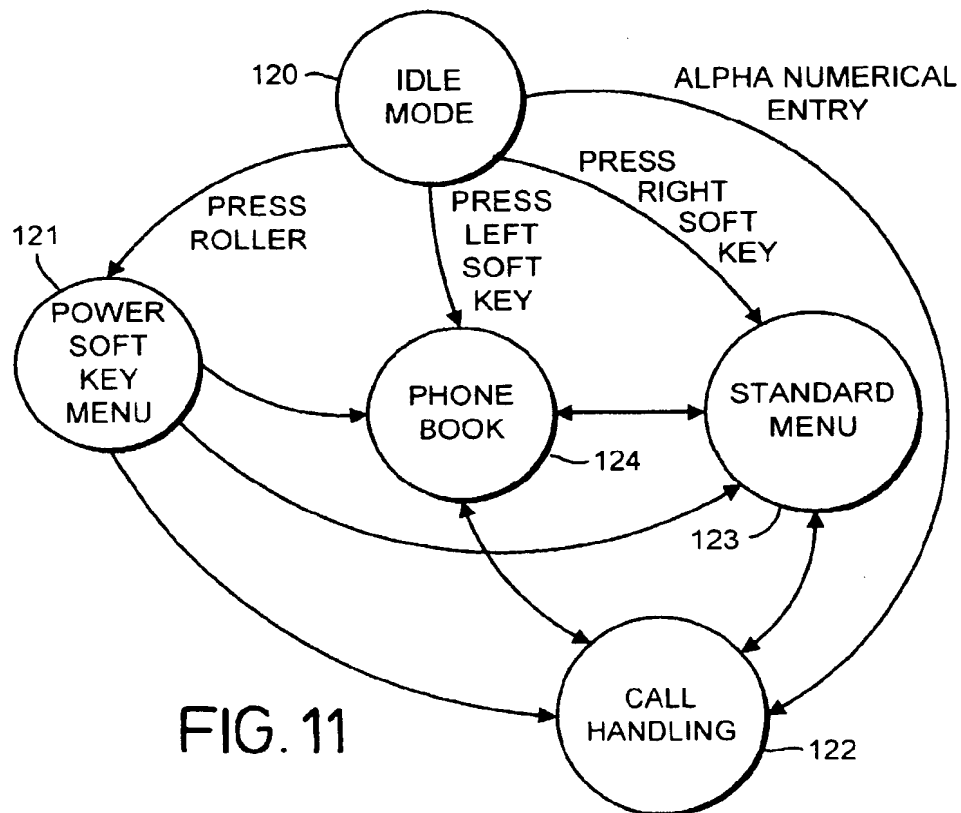 120
IDLE
MODE
ALPHA NUMERICAL
ENTRY
PRESS
ROLLER
PRESS
LEFT
SOFT
KEY
PRESS
RIGHT
SOFT
KEY
121
POWER
SOFT
KEY
MENU
PHONE
BOOK
124
STANDARD
MENU
123
CALL
HANDLING
122
FIG. 11